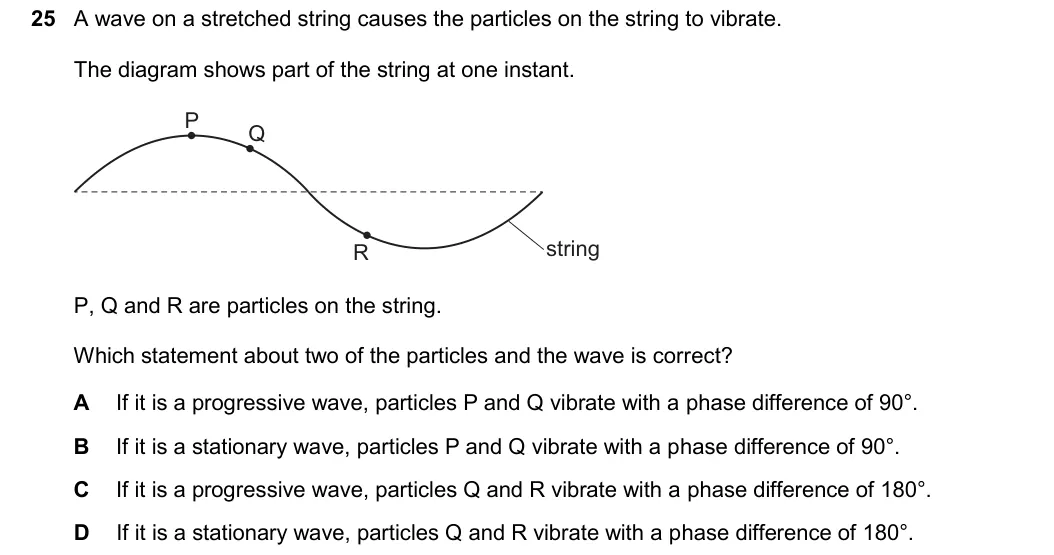 25 A wave on a stretched string causes the particles on the string to vibrate.
The diagram shows part of the string at one instant.
P
Q
R
string
P, Q and R are particles on the string.
Which statement about two of the particles and the wave is correct?
A If it is a progressive wave, particles P and Q vibrate with a phase difference of 90°.
B If it is a stationary wave, particles P and Q vibrate with a phase difference of 90°.
C If it is a progressive wave, particles Q and R vibrate with a phase difference of 180°.
D If it is a stationary wave, particles Q and R vibrate with a phase difference of 180°.